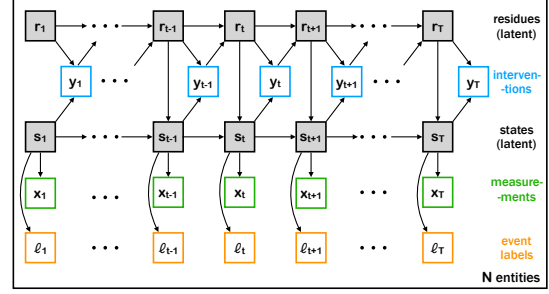 r1 • • • rt-1 rt rt+1 • • • rT residues
(latent)
y1 • • • yt-1 yt yt+1 • • • yT interven-
-tions
s1 • • • st-1 st st+1 • • • sT states
(latent)
x1 • • • xt-1 xt xt+1 • • • xT measure-
-ments
ℓ1 • • • ℓt-1 ℓt ℓt+1 • • • ℓT event
labels
N entities